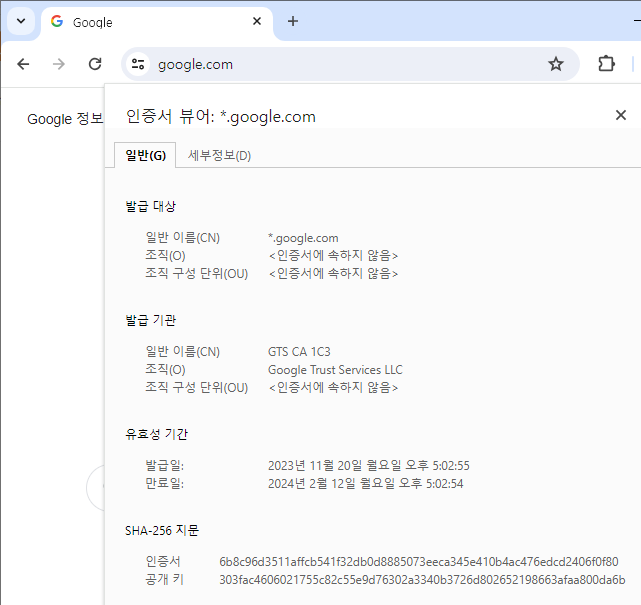 Google
google.com
Google 정보
인증서 뷰어: *.google.com
일반(G) 세부정보(D)
발급 대상
일반 이름(CN) *.google.com
조직(O) <인증서에 속하지 않음>
조직 구성 단위(OU) <인증서에 속하지 않음>
발급 기관
일반 이름(CN) GTS CA 1C3
조직(O) Google Trust Services LLC
조직 구성 단위(OU) <인증서에 속하지 않음>
유효성 기간
발급일: 2023년 11월 20일 월요일 오후 5:02:55
만료일: 2024년 2월 12일 월요일 오후 5:02:54
SHA-256 지문
인증서 6b8c96d3511affcb541f32db0d8885073eeca345e410b4ac476edcd2406f0f80
공개 키 303fac4606021755c82c55e9d76302a3340b3726d802652198663afaa800da6b